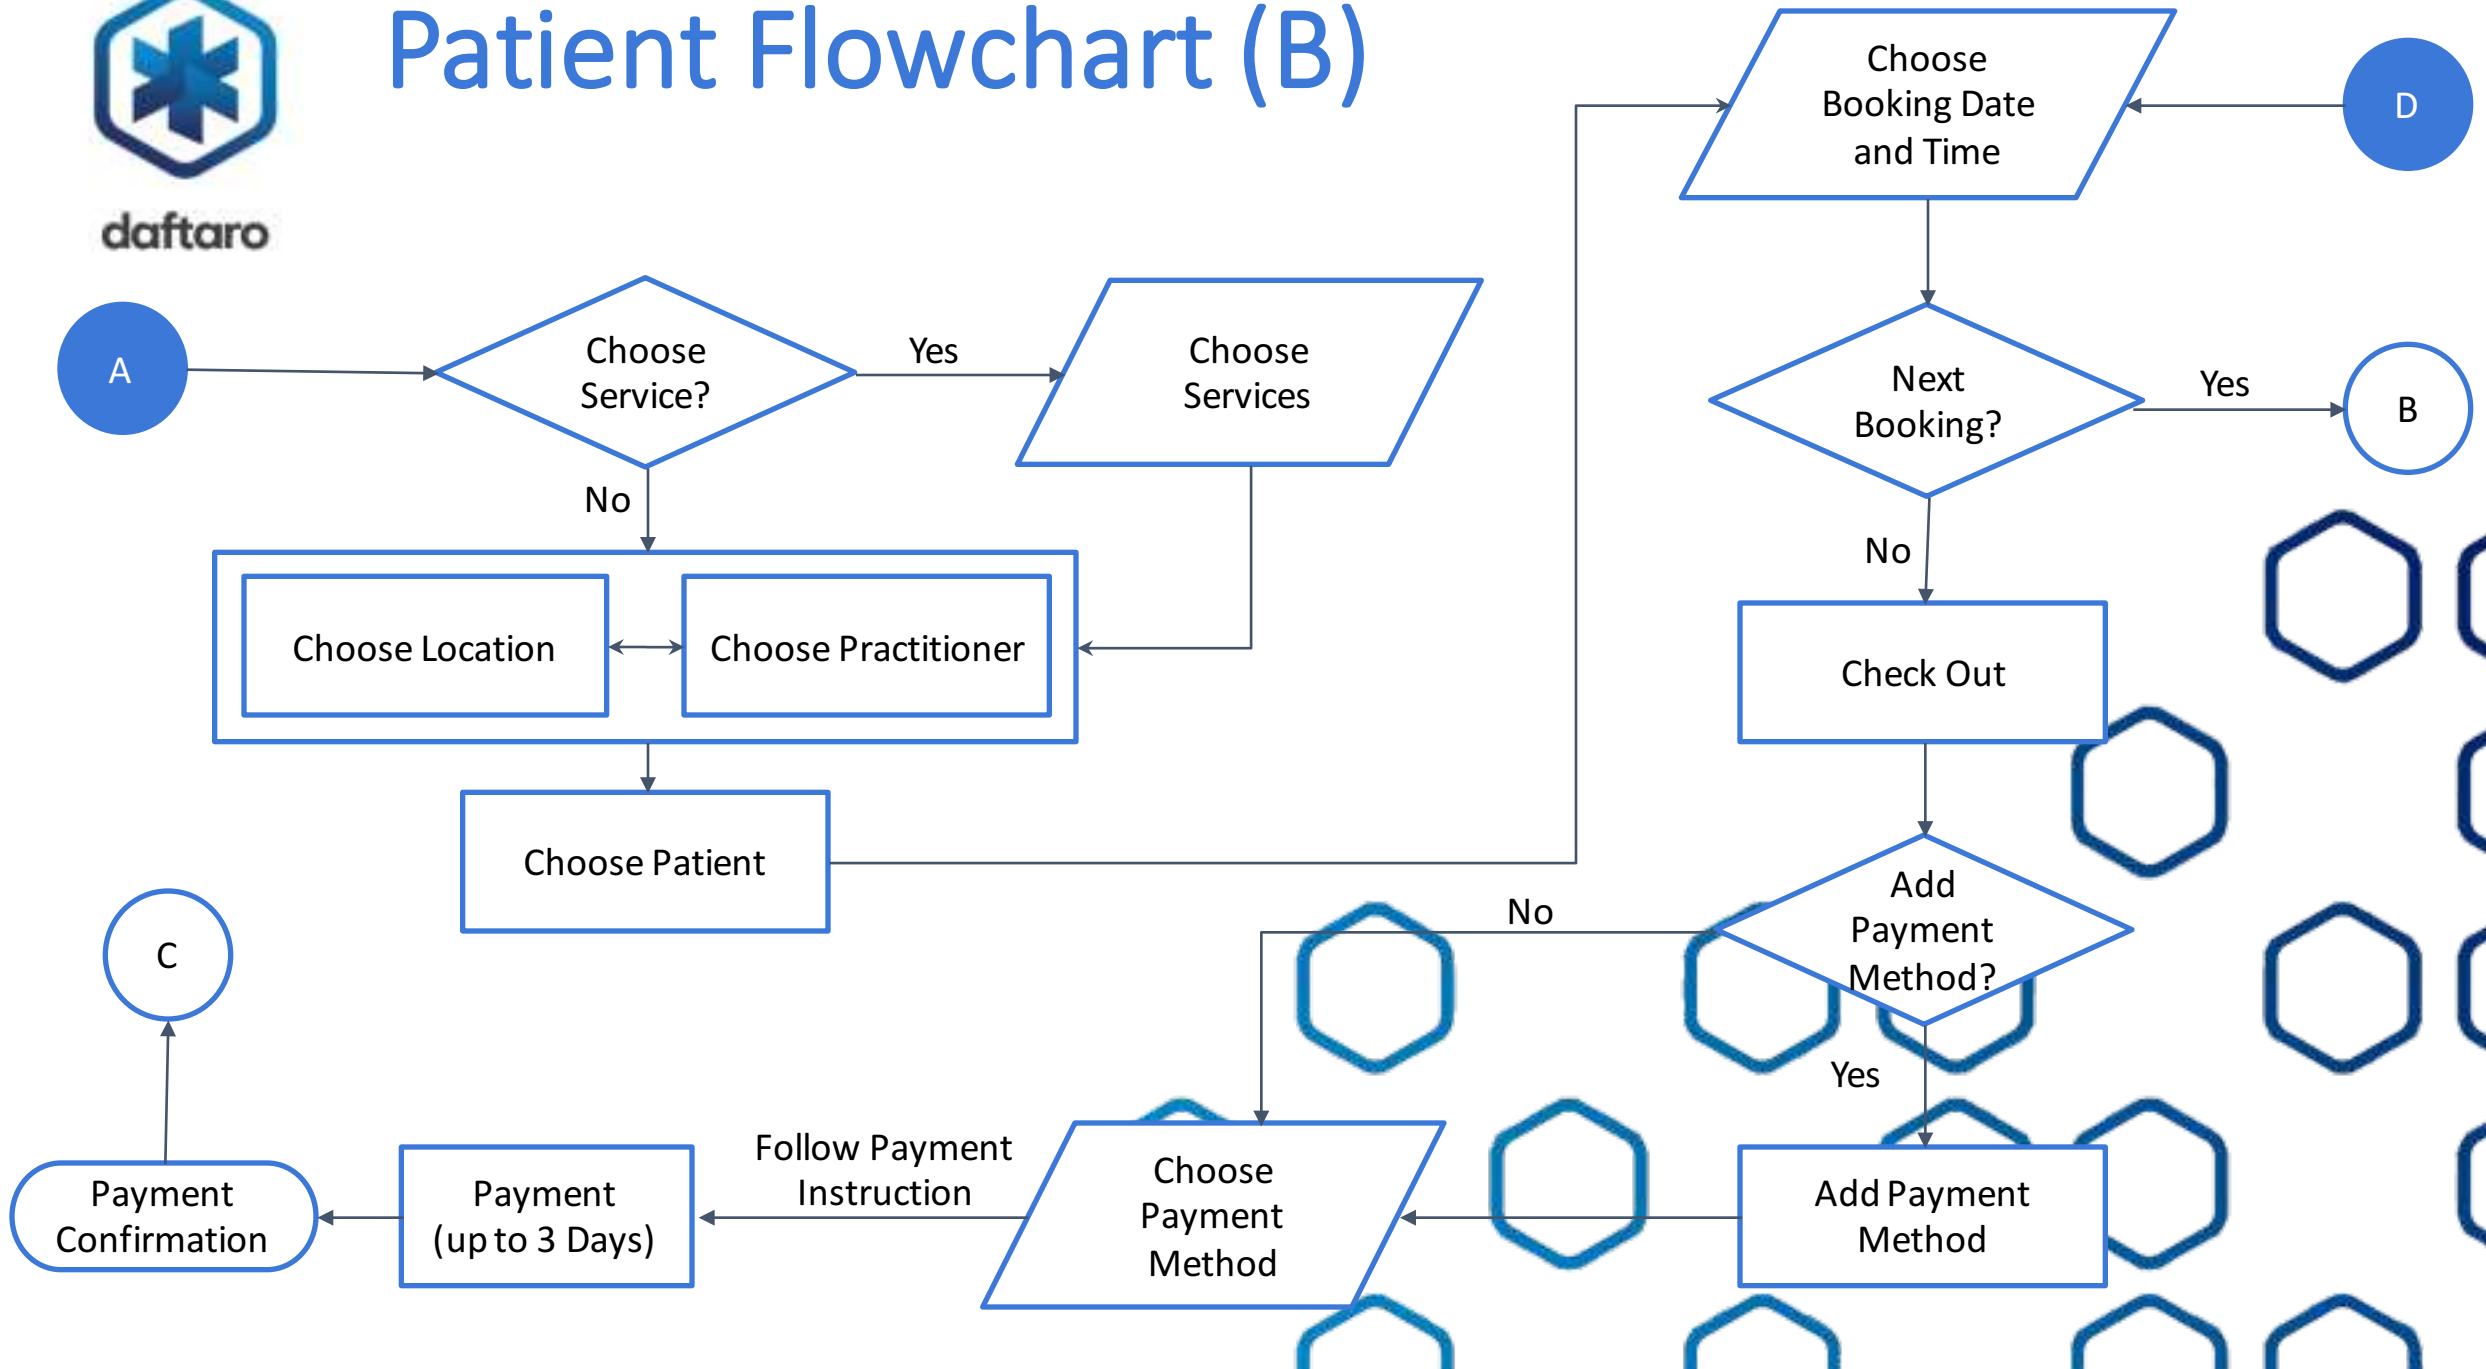 Patient Flowchart (B)
daftaro
A
Choose
Service?
Yes
Choose
Services
No
Choose Location
Choose Practitioner
Choose Patient
Choose
Booking Date
and Time
D
Next
Booking?
Yes
B
No
Check Out
Add
Payment
Method?
No
Yes
Add Payment
Method
Choose
Payment
Method
Follow Payment
Instruction
Payment
(up to 3 Days)
Payment
Confirmation
C